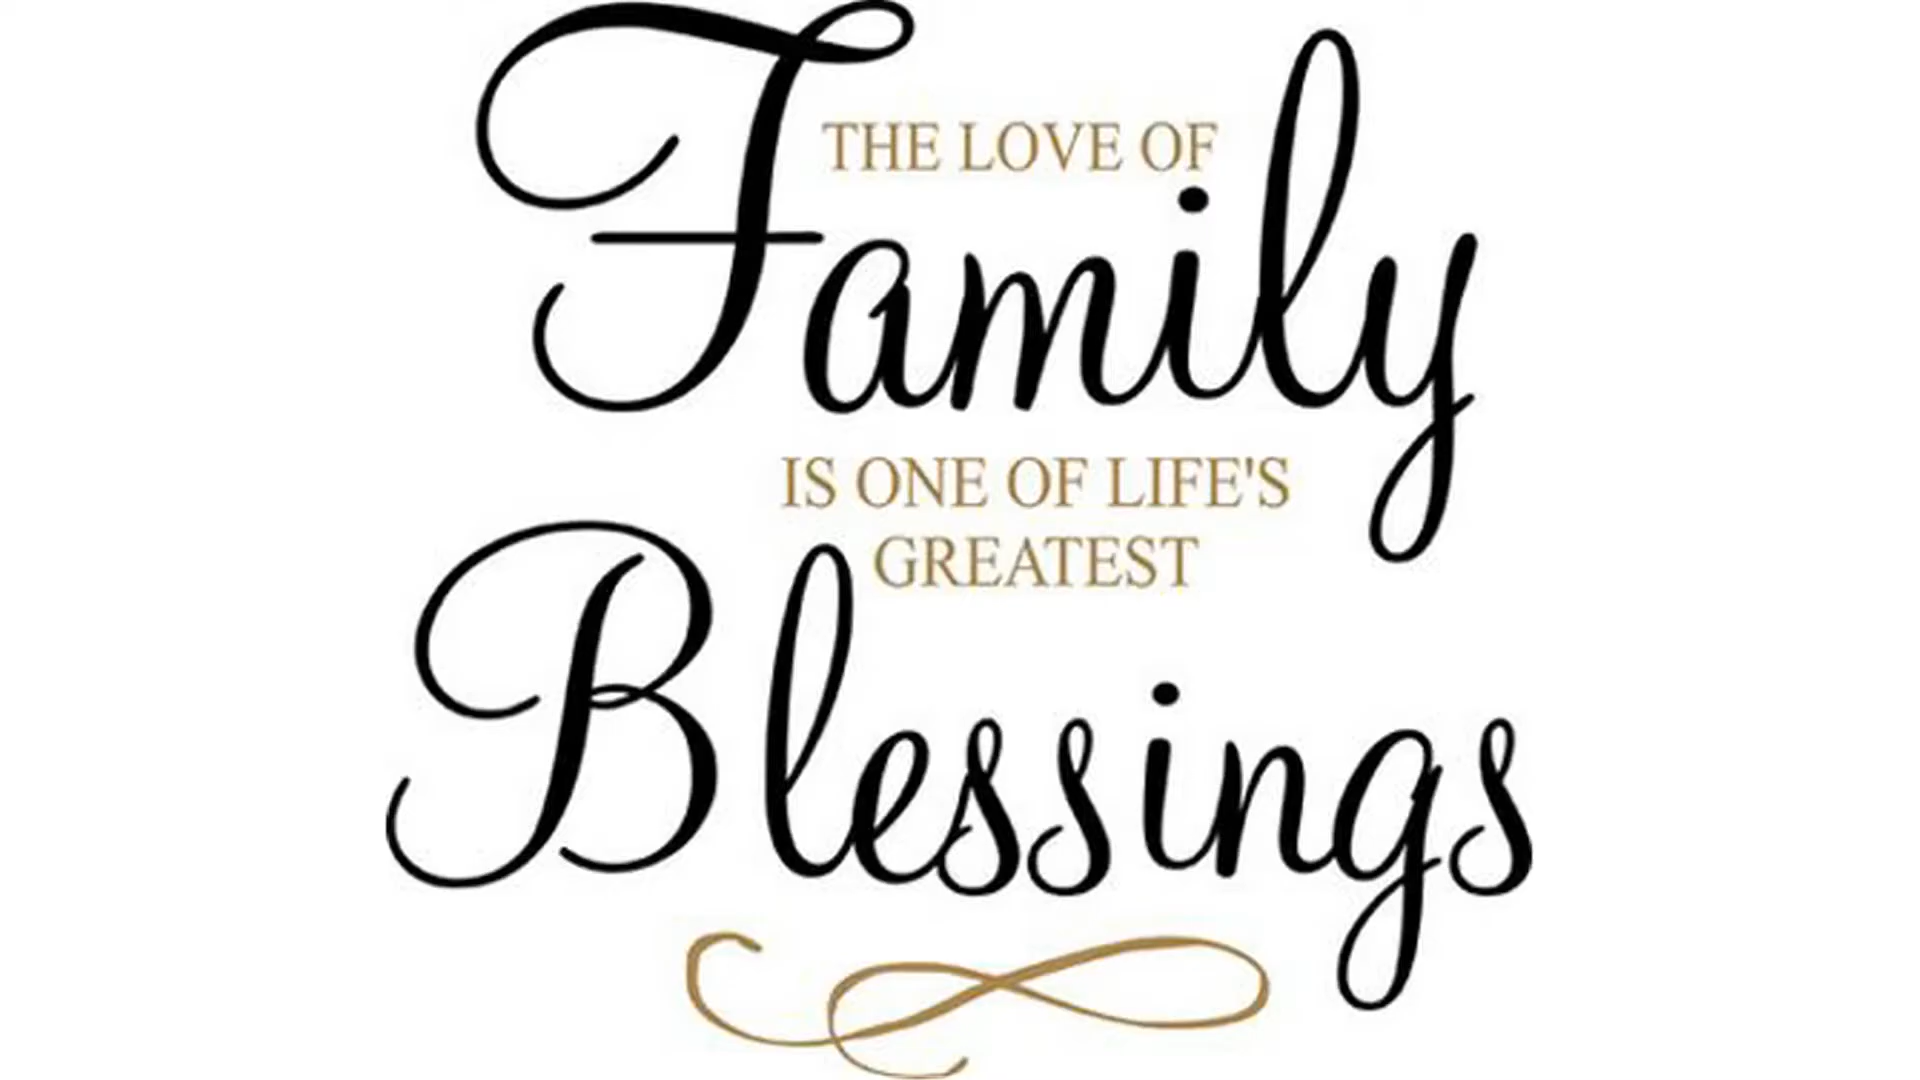 THE LOVE OF
Family
IS ONE OF LIFE'S
GREATEST
Blessings